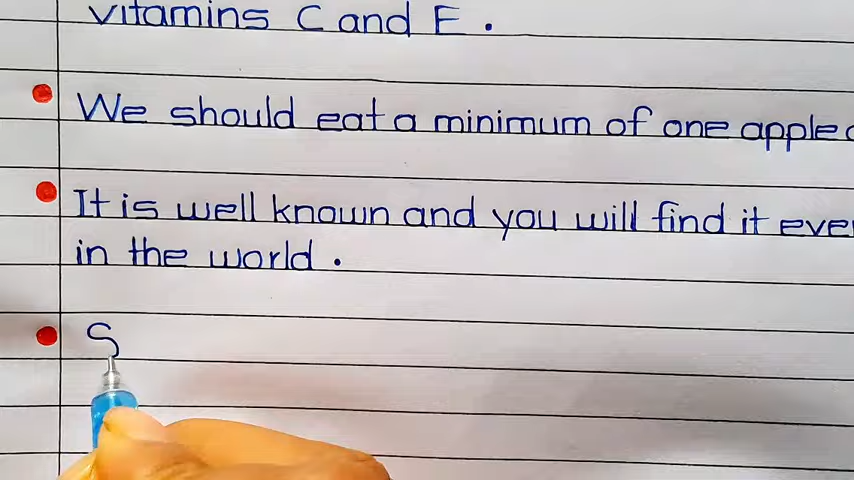 vitamins C and E .
We should eat a minimum of one apple
It is well known and you will find it
in the world .
S